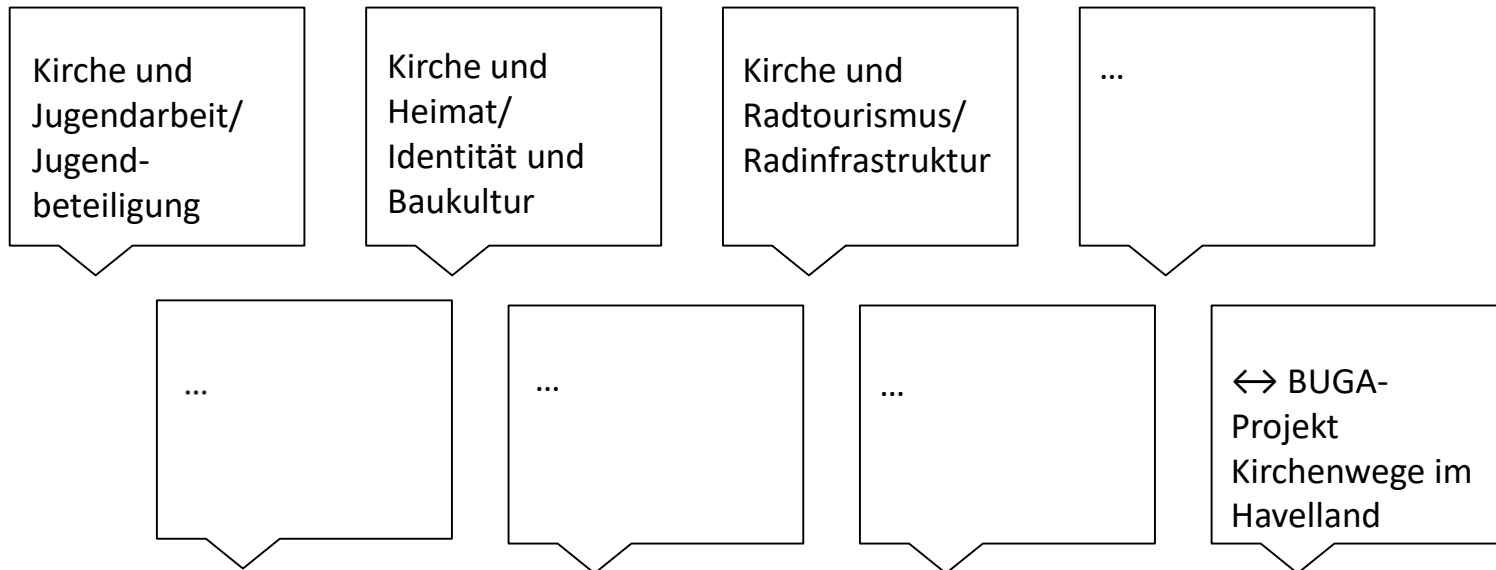 Kirche und
Jugendarbeit/
Jugend-
beteiligung
Kirche und
Heimat/
Identität und
Baukultur
Kirche und
Radtourismus/
Radinfrastruktur
...
...
...
...
↔ BUGA-
Projekt
Kirchenwege im
Havelland